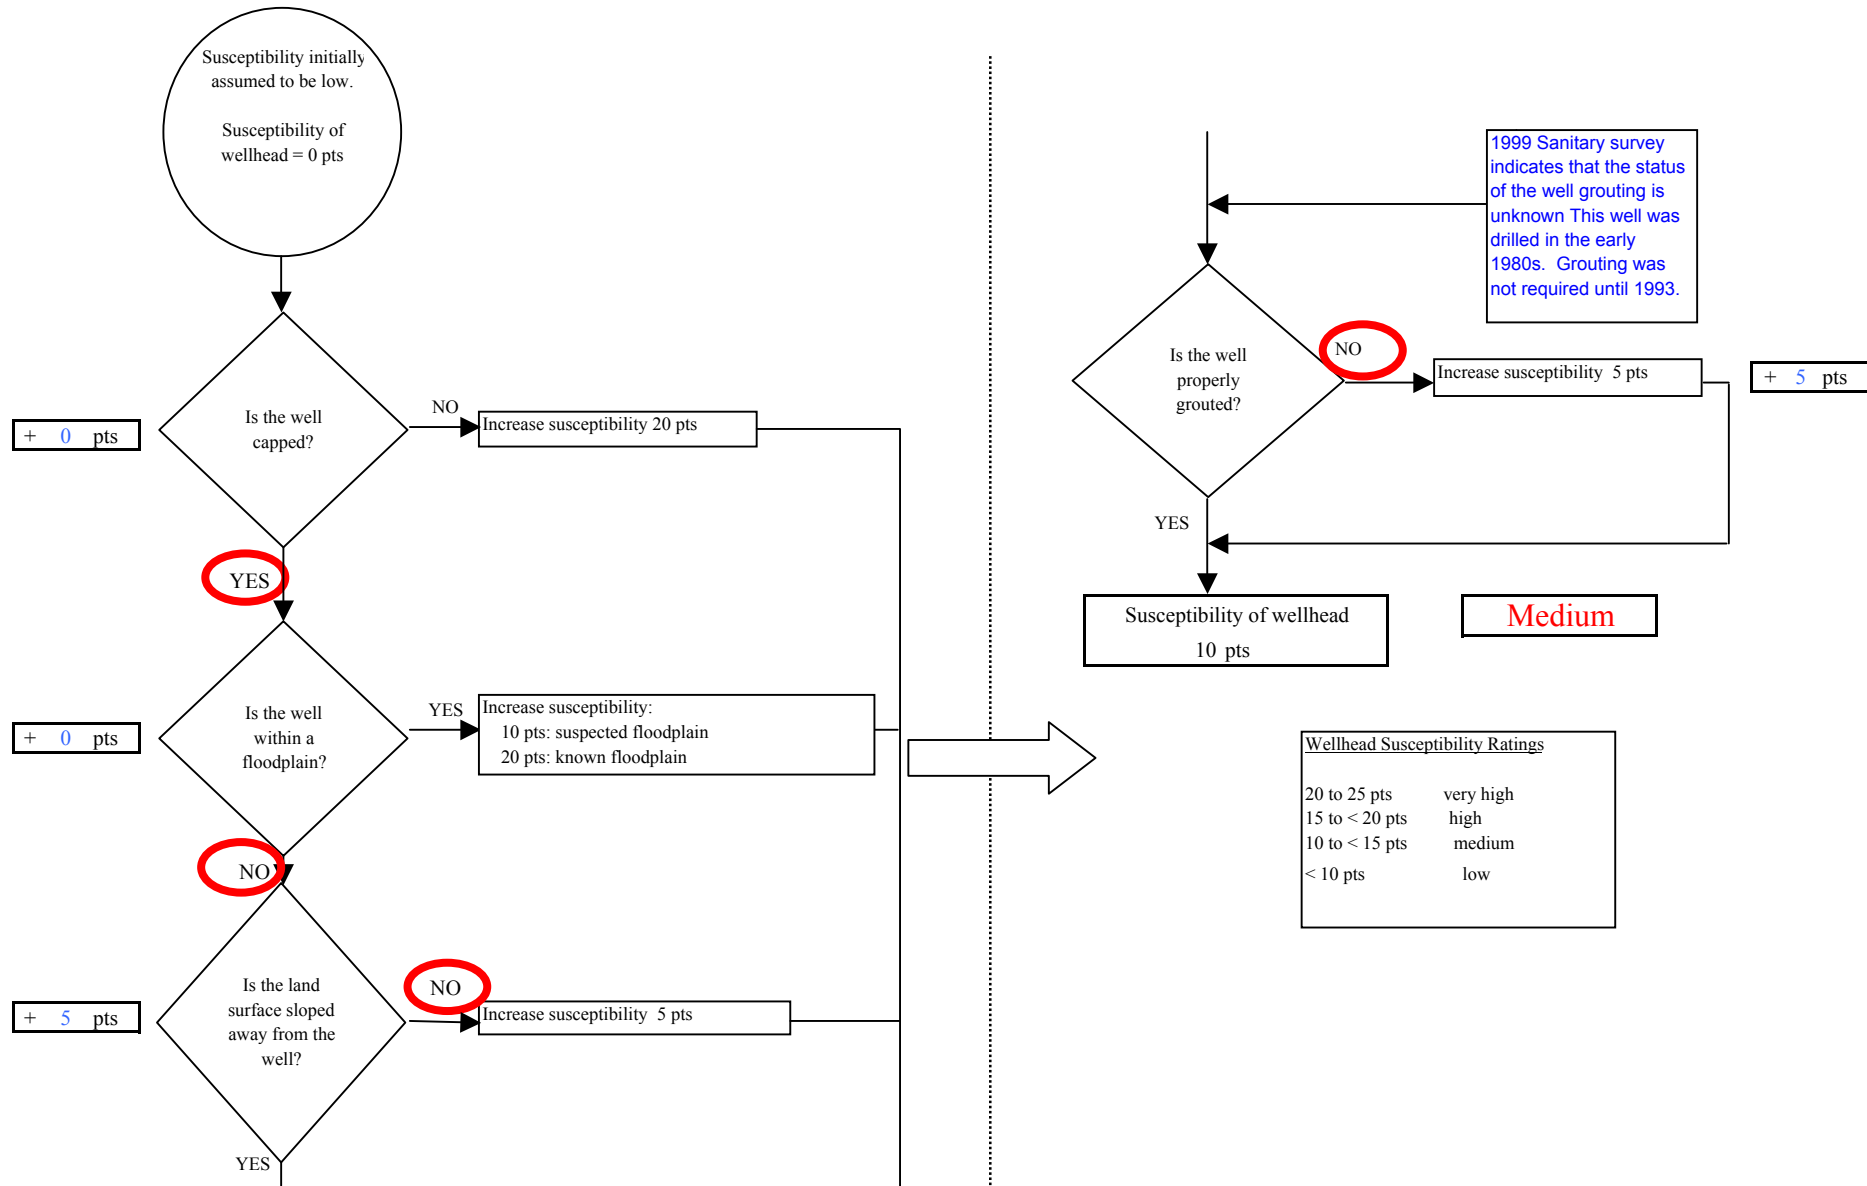 Susceptibility initially
assumed to be low.
Susceptibility of
wellhead = 0 pts
Is the well
capped?
NO
Increase susceptibility 20 pts
+ 0 pts
YES
Is the well
within a
floodplain?
YES
Increase susceptibility:
10 pts: suspected floodplain
20 pts: known floodplain
+ 0 pts
NO
Is the land
surface sloped
away from the
well?
NO
Increase susceptibility 5 pts
+ 5 pts
YES
1999 Sanitary survey
indicates that the status
of the well grouting is
unknown This well was
drilled in the early
1980s. Grouting was
not required until 1993.
Is the well
properly
grouted?
NO
Increase susceptibility 5 pts
+ 5 pts
YES
Susceptibility of wellhead
10 pts
Medium
Wellhead Susceptibility Ratings
20 to 25 pts very high
15 to < 20 pts high
10 to < 15 pts medium
< 10 pts low